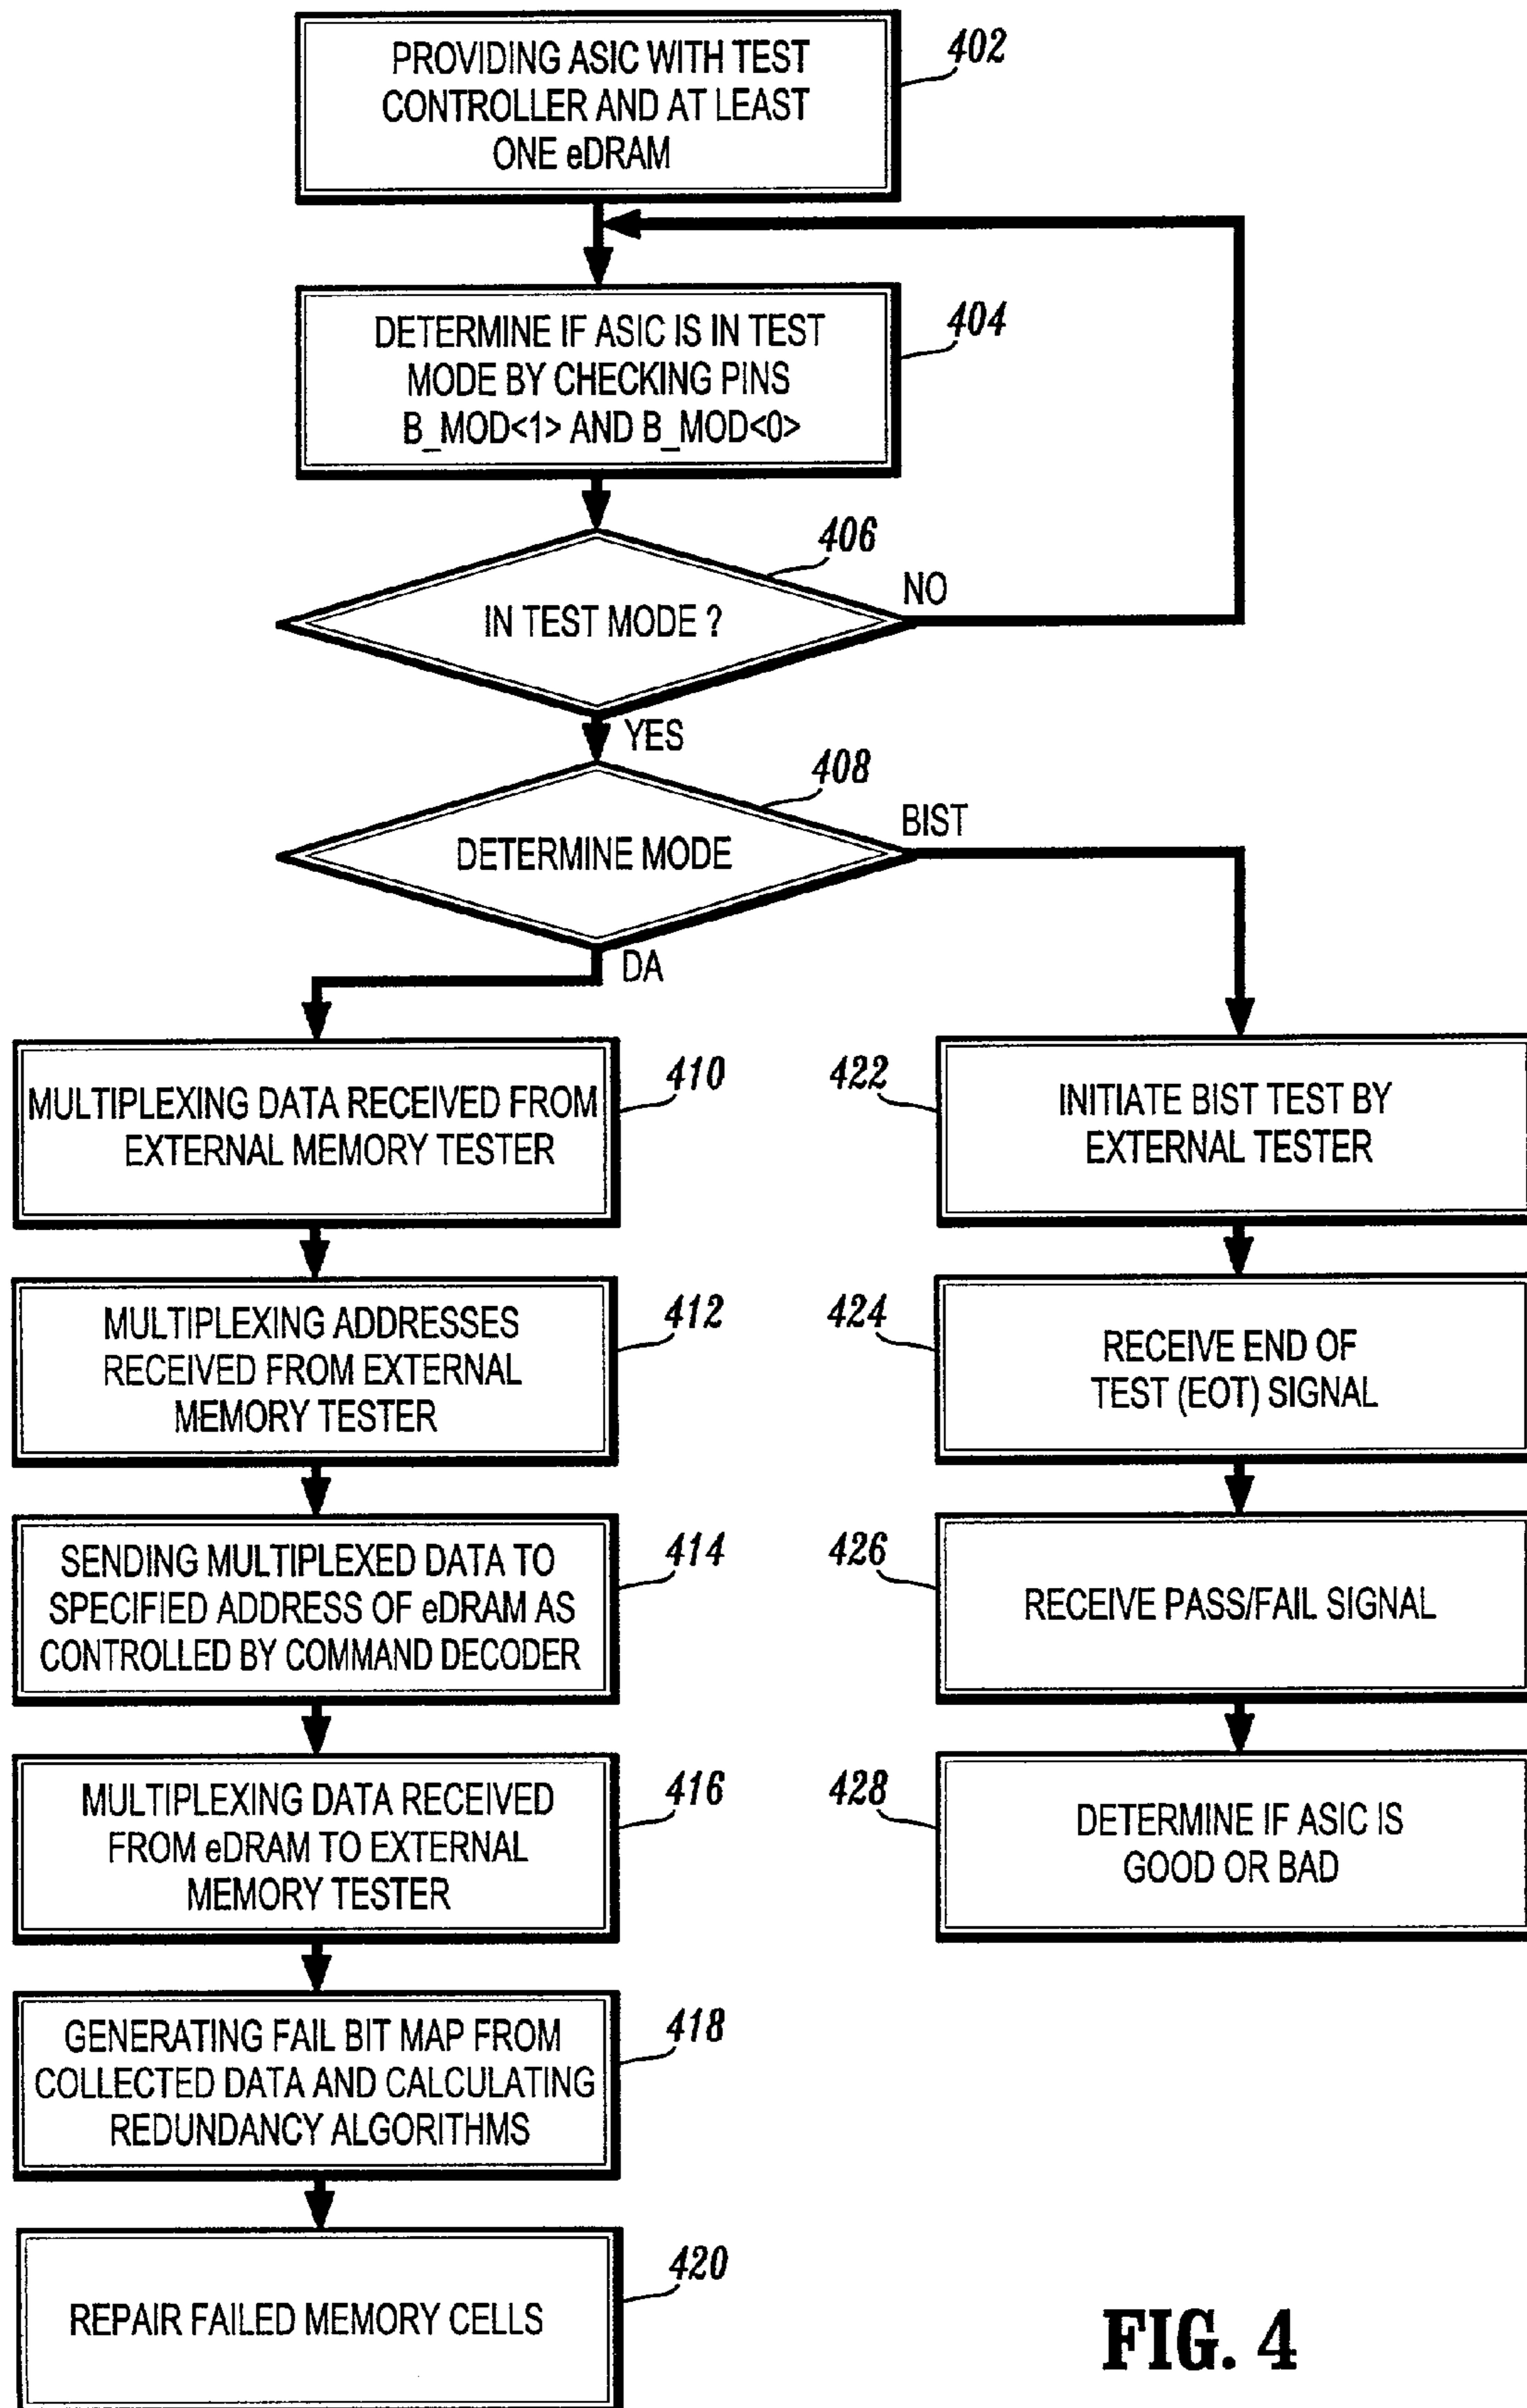 PROVIDING ASIC WITH TEST
CONTROLLER AND AT LEAST
ONE eDRAM
402
DETERMINE IF ASIC IS IN TEST
MODE BY CHECKING PINS
B_MOD<1> AND B_MOD<0>
404
IN TEST MODE ?
406
NO
YES
DETERMINE MODE
408
BIST
DA
MULTIPLEXING DATA RECEIVED FROM
EXTERNAL MEMORY TESTER
410
MULTIPLEXING ADDRESSES
RECEIVED FROM EXTERNAL
MEMORY TESTER
412
SENDING MULTIPLEXED DATA TO
SPECIFIED ADDRESS OF eDRAM AS
CONTROLLED BY COMMAND DECODER
414
MULTIPLEXING DATA RECEIVED
FROM eDRAM TO EXTERNAL
MEMORY TESTER
416
GENERATING FAIL BIT MAP FROM
COLLECTED DATA AND CALCULATING
REDUNDANCY ALGORITHMS
418
REPAIR FAILED MEMORY CELLS
420
422
INITIATE BIST TEST BY
EXTERNAL TESTER
424
RECEIVE END OF
TEST (EOT) SIGNAL
426
RECEIVE PASS/FAIL SIGNAL
428
DETERMINE IF ASIC IS
GOOD OR BAD
FIG. 4